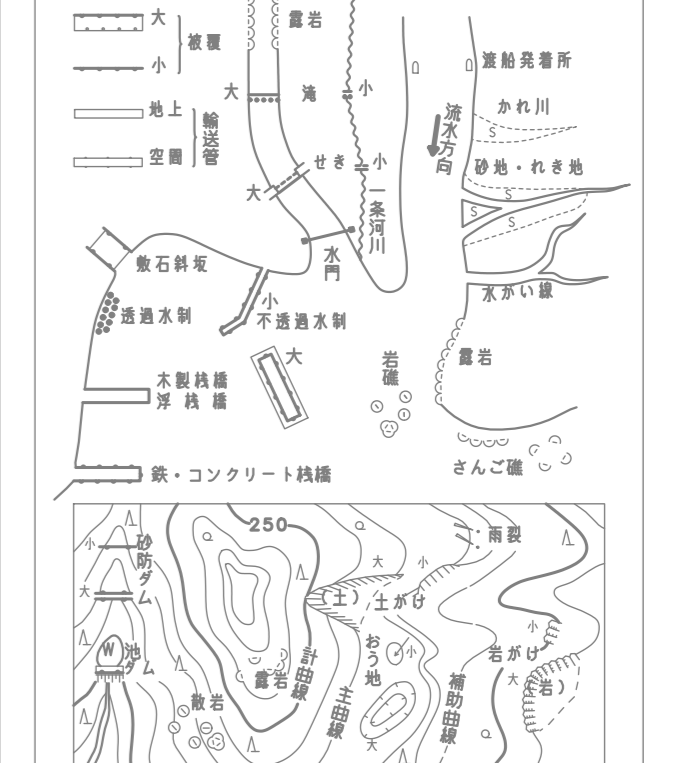 大
被覆
小
地上
輸送管
空間
露岩
大
滝
小
せき
小
大
一条河川
水門
渡船発着所
かれ川
流水方向
S
砂地・れき地
S
S
S
水がい線
敷石斜坂
透過水制
小
不透過水制
大
木製桟橋
浮桟橋
岩礁
露岩
さんご礁
鉄・コンクリート桟橋
250
小
砂防ダム
大
W
池
ダム
散岩
露岩
計曲線
主曲線
(土)
土がけ
大
小
雨裂
おう地
小
大
補助曲線
小
岩がけ
大
(岩)